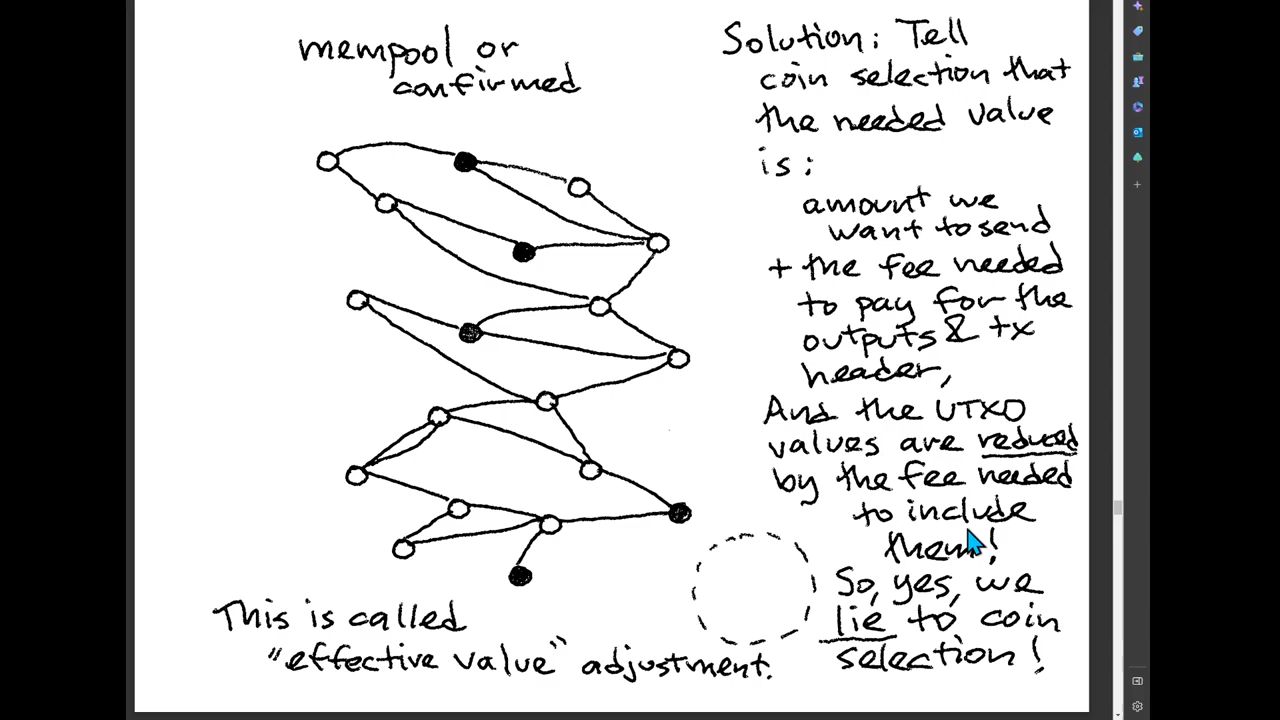 mempool or
confirmed
Solution: Tell
coin selection that
the needed value
is:
amount we
want to send
+ the fee needed
to pay for the
outputs & tx
header,
And the UTXO
values are reduced
by the fee needed
to include
them!
So, yes, we
lie to coin
selection!
This is called
"effective value" adjustment.